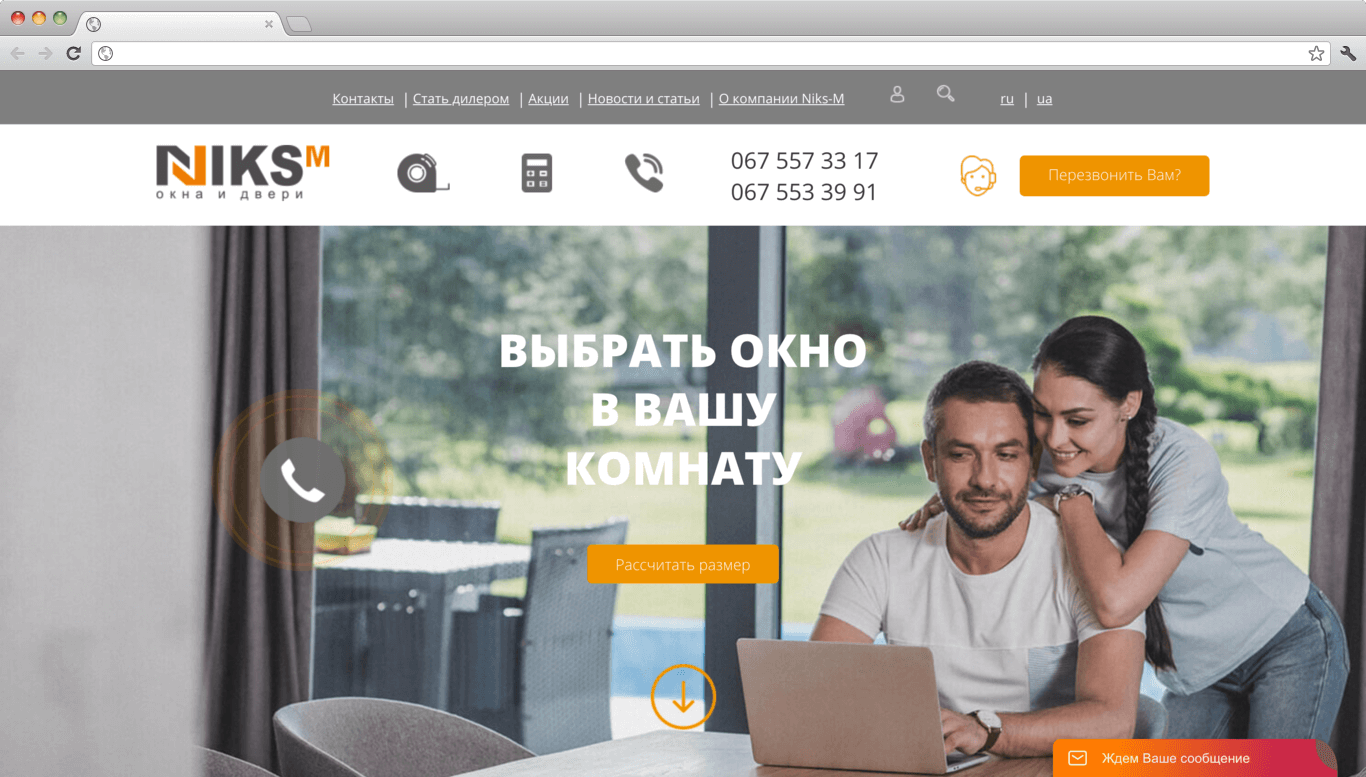 Контакты | Стать дилером | Акции | Новости и статьи | О компании Niks-M ru | ua
NIKS M
окна и двери
067 557 33 17
067 553 39 91
Перезвонить Вам?
ВЫБРАТЬ ОКНО
В ВАШУ
КОМНАТУ
Рассчитать размер
Ждем Ваше сообщение